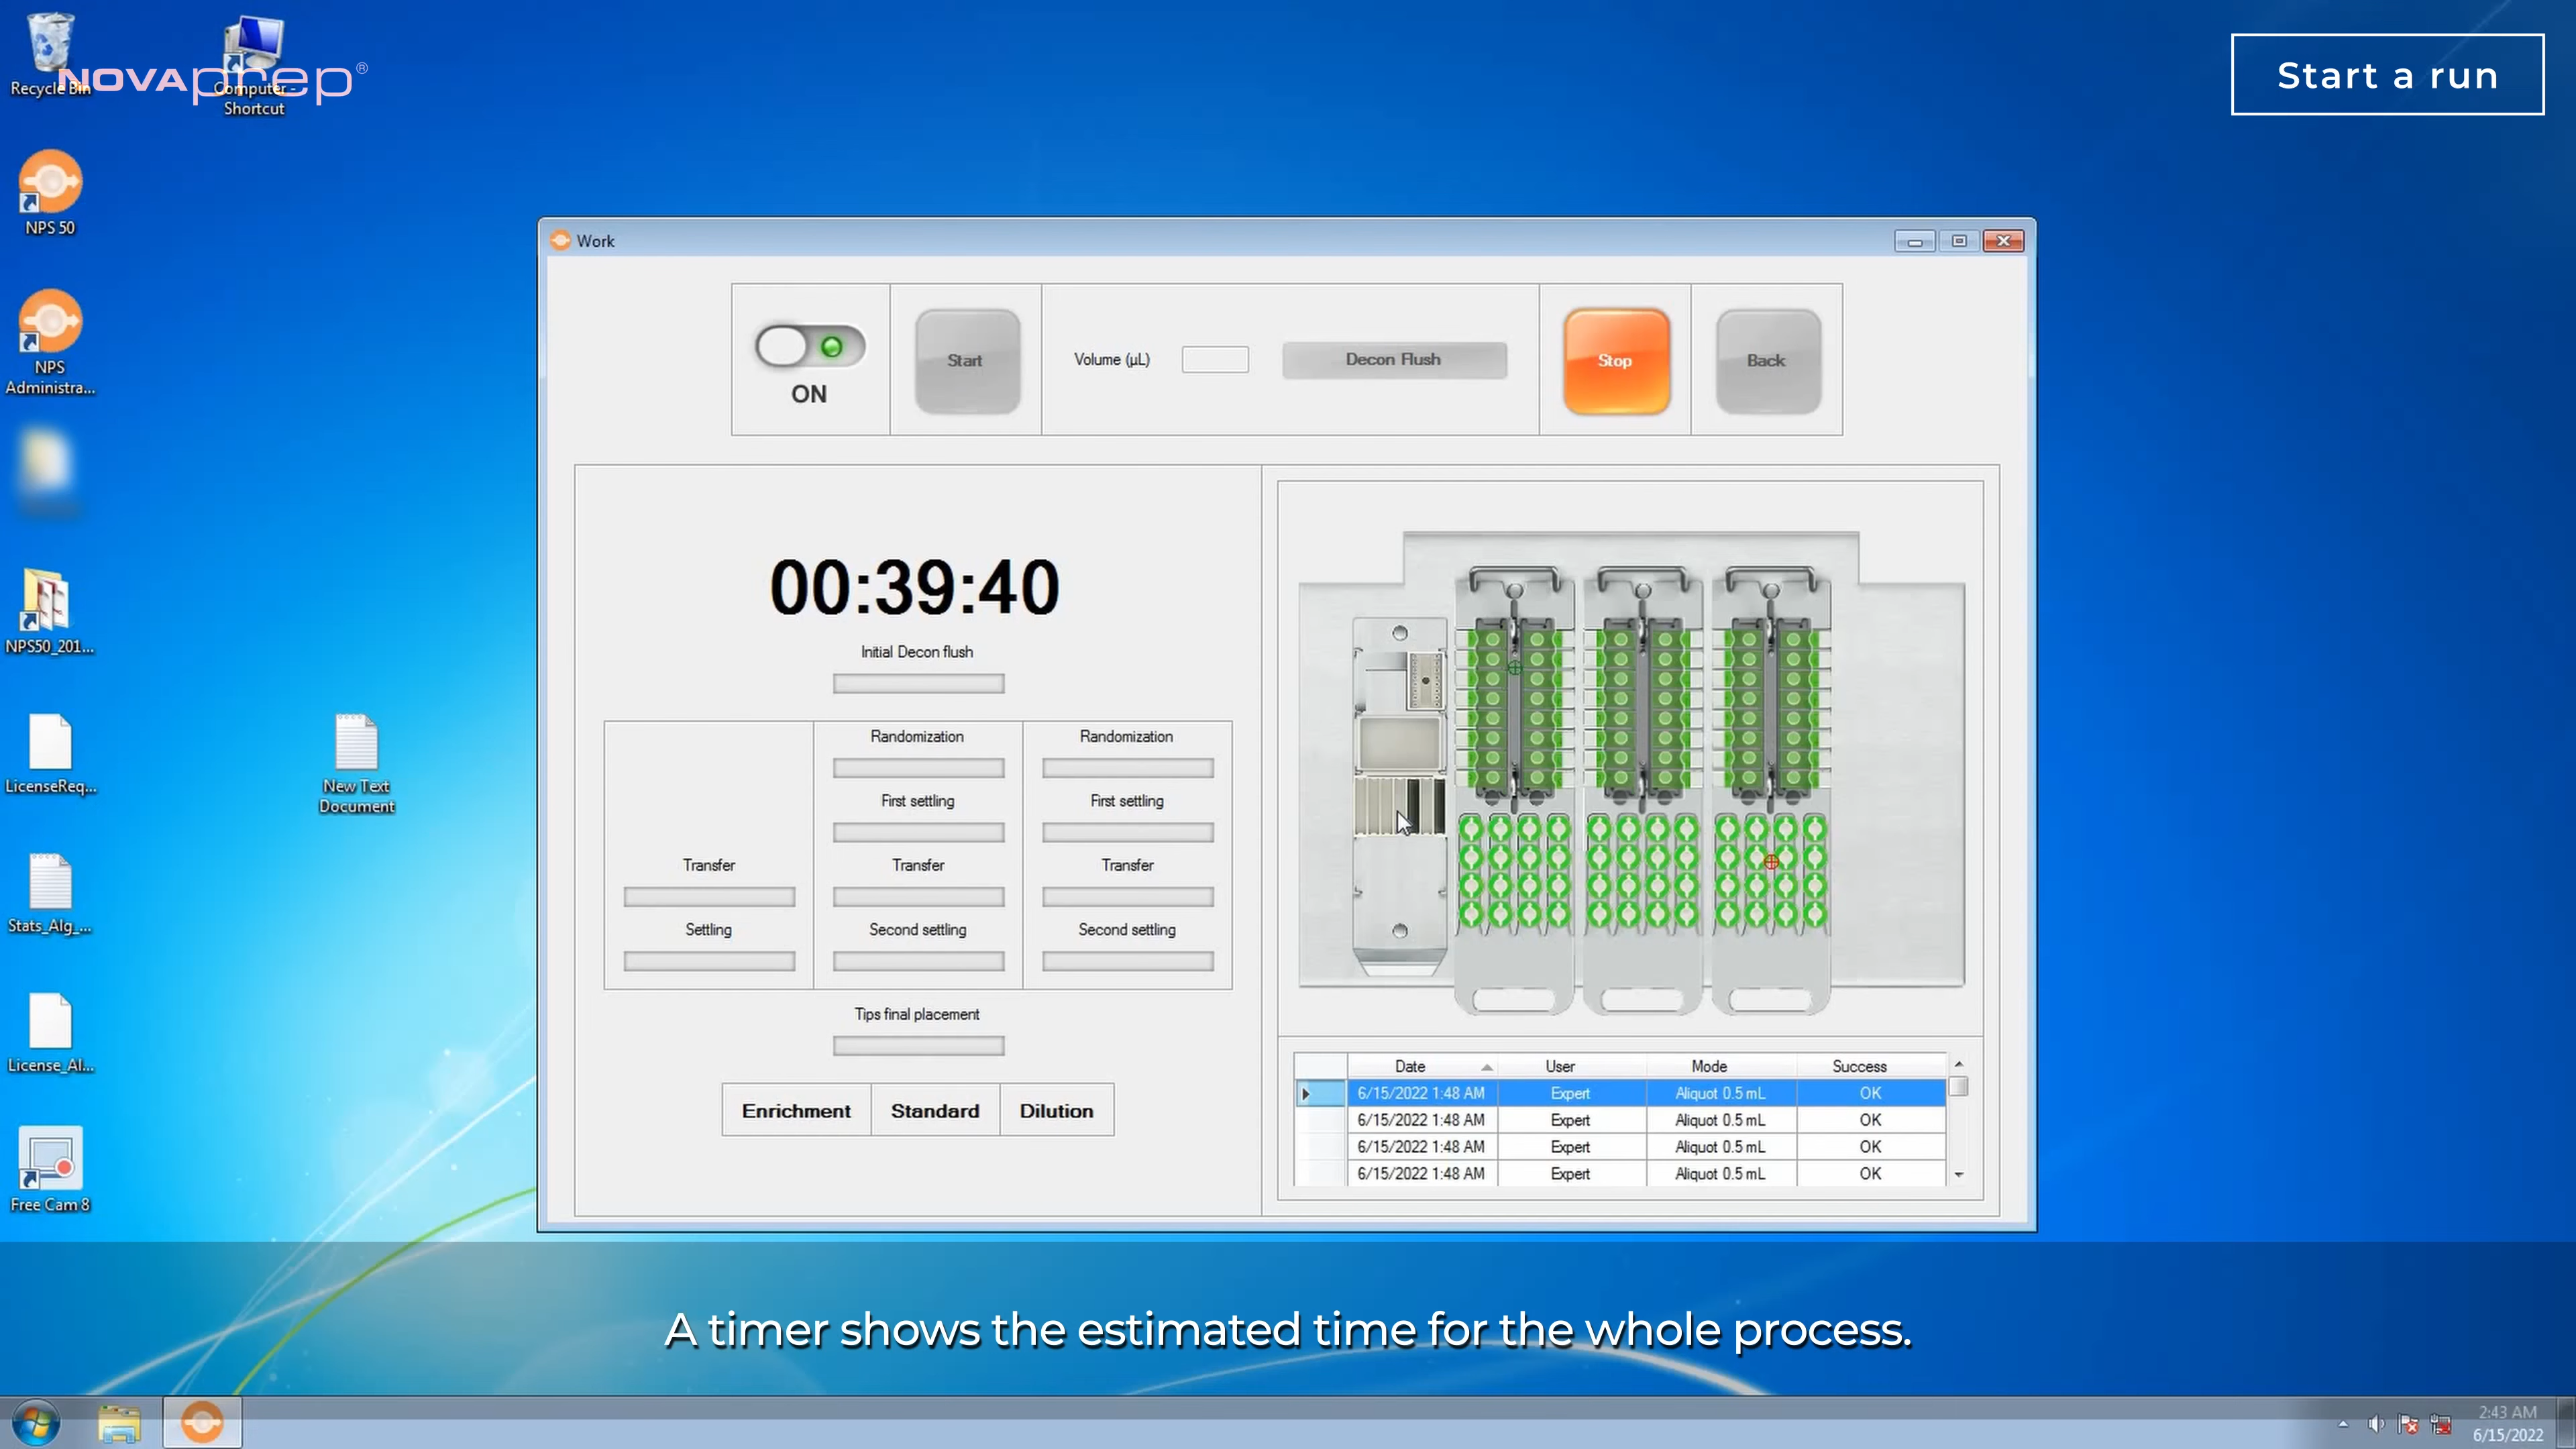 Recycle Bin
Computer -
Shortcut
NOVAprep®
Start a run
NPS 50
NPS
Administra...
NPS50_201...
LicenseReq...
New Text
Document
Stats_Alg_...
License_Al...
Free Cam 8
Work
ON
Start
Volume (µL)
Decon Flush
Stop
Back
00:39:40
Initial Decon flush
Randomization
Randomization
First settling
First settling
Transfer
Transfer
Transfer
Settling
Second settling
Second settling
Tips final placement
Enrichment
Standard
Dilution
Date User Mode Success
6/15/2022 1:48 AM Expert Aliquot 0.5 mL OK
6/15/2022 1:48 AM Expert Aliquot 0.5 mL OK
6/15/2022 1:48 AM Expert Aliquot 0.5 mL OK
6/15/2022 1:48 AM Expert Aliquot 0.5 mL OK
A timer shows the estimated time for the whole process.
2:43 AM
6/15/2022